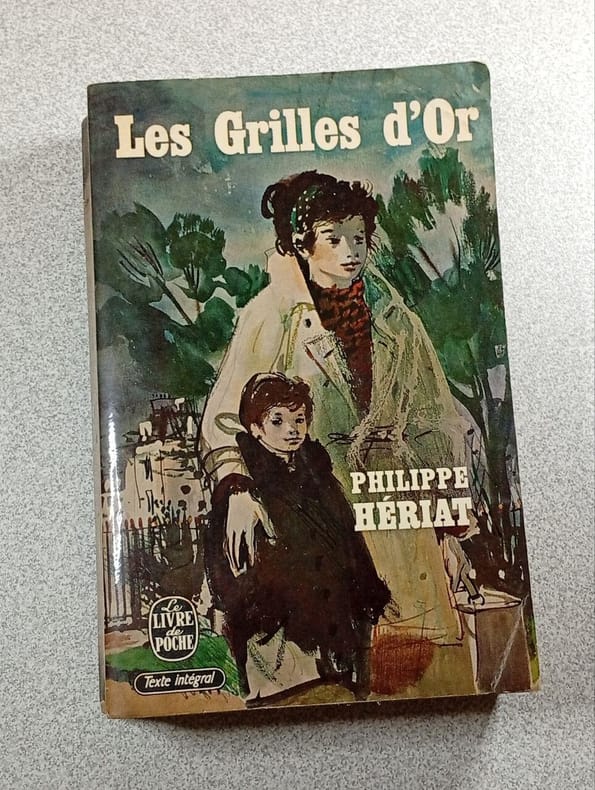 Les Grilles d'Or
PHILIPPE
HÉRIAT
Le
LIVRE
de
POCHE
Texte intégral